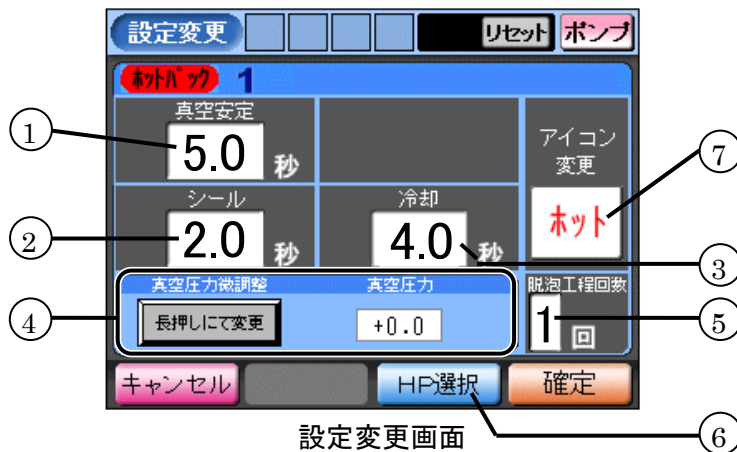 設定変更 リセット ポンプ
ホットパック 1
真空安定
5.0 秒
アイコン
変更
ホット
シール
2.0 秒
冷却
4.0 秒
真空圧力微調整
長押しにて変更
真空圧力
+0.0
脱泡工程回数
1 回
キャンセル HP選択 確定
設定変更画面
1
2
4
7
3
5
6